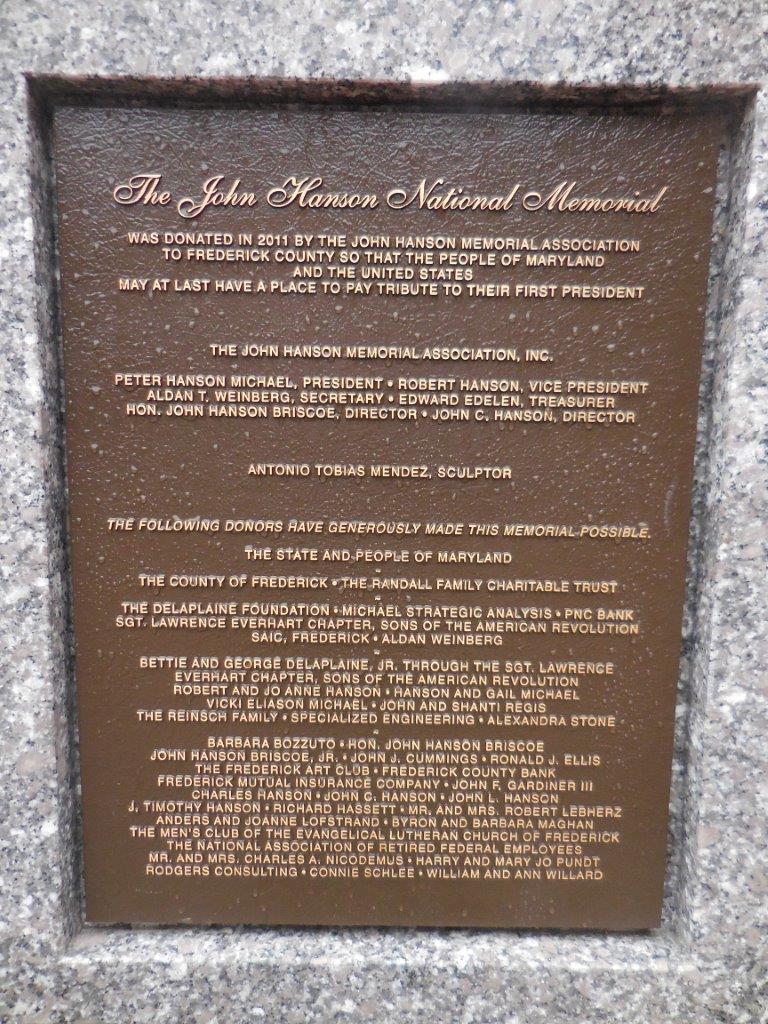 The John Hanson National Memorial
WAS DONATED IN 2011 BY THE JOHN HANSON MEMORIAL ASSOCIATION
TO FREDERICK COUNTY SO THAT THE PEOPLE OF MARYLAND
AND THE UNITED STATES
MAY AT LAST HAVE A PLACE TO PAY TRIBUTE TO THEIR FIRST PRESIDENT
THE JOHN HANSON MEMORIAL ASSOCIATION, INC.
PETER HANSON MICHAEL, PRESIDENT • ROBERT HANSON, VICE PRESIDENT
ALDAN T. WEINBERG, SECRETARY • EDWARD EDELEN, TREASURER
HON. JOHN HANSON BRISCOE, DIRECTOR • JOHN C. HANSON, DIRECTOR
ANTONIO TOBIAS MENDEZ, SCULPTOR
THE FOLLOWING DONORS HAVE GENEROUSLY MADE THIS MEMORIAL POSSIBLE.
THE STATE AND PEOPLE OF MARYLAND
THE COUNTY OF FREDERICK • THE RANDALL FAMILY CHARITABLE TRUST
THE DELAPLAINE FOUNDATION • MICHAEL STRATEGIC ANALYSIS • PNC BANK
SGT. LAWRENCE EVERHART CHAPTER, SONS OF THE AMERICAN REVOLUTION
SAIC, FREDERICK • ALDAN WEINBERG
BETTIE AND GEORGE DELAPLAINE, JR. THROUGH THE SGT. LAWRENCE
EVERHART CHAPTER, SONS OF THE AMERICAN REVOLUTION
ROBERT AND JO ANNE HANSON • HANSON AND GAIL MICHAEL
VICKI ELIASON MICHAEL • JOHN AND SHANTI REGIS
THE REINSCH FAMILY • SPECIALIZED ENGINEERING • ALEXANDRA STONE
BARBARA BOZZUTO • HON. JOHN HANSON BRISCOE
JOHN HANSON BRISCOE, JR. • JOHN J. CUMMINGS • RONALD J. ELLIS
THE FREDERICK ART CLUB • FREDERICK COUNTY BANK
FREDERICK MUTUAL INSURANCE COMPANY • JOHN F. GARDINER III
CHARLES HANSON • JOHN C. HANSON • JOHN L. HANSON
J. TIMOTHY HANSON • RICHARD HASSETT • MR. AND MRS. ROBERT LEBHERZ
ANDERS AND JOANNE LOFSTRAND • BYRON AND BARBARA MAGHAN
THE MEN'S CLUB OF THE EVANGELICAL LUTHERAN CHURCH OF FREDERICK
THE NATIONAL ASSOCIATION OF RETIRED FEDERAL EMPLOYEES
MR. AND MRS. CHARLES A. NICODEMUS • HARRY AND MARY JO PUNDT
RODGERS CONSULTING • CONNIE SCHLEE • WILLIAM AND ANN WILLARD